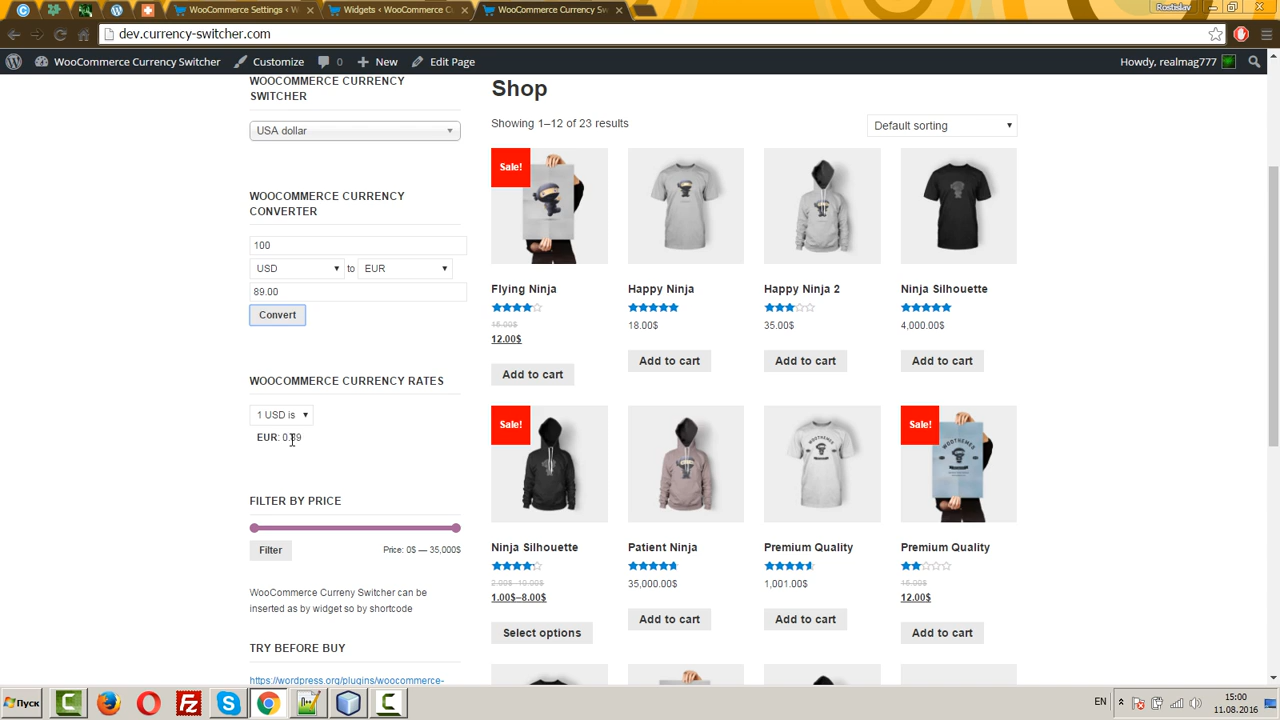 WooCommerce Settings ‹ W
Widgets ‹ WooCommerce C
WooCommerce Currency Sw
Rostislav
dev.currency-switcher.com
WooCommerce Currency Switcher
Customize
0
New
Edit Page
Howdy, realmag777
WOOCOMMERCE CURRENCY
SWITCHER
USA dollar
WOOCOMMERCE CURRENCY
CONVERTER
100
USD to EUR
89.00
Convert
WOOCOMMERCE CURRENCY RATES
1 USD is
EUR: 0.89
FILTER BY PRICE
Filter
Price: 0$ — 35,000$
WooCommerce Curreny Switcher can be
inserted as by widget so by shortcode
TRY BEFORE BUY
https://wordpress.org/plugins/woocommerce-
Shop
Showing 1–12 of 23 results
Default sorting
Sale!
Flying Ninja
15.00$
12.00$
Add to cart
Happy Ninja
18.00$
Add to cart
Happy Ninja 2
35.00$
Add to cart
Ninja Silhouette
4,000.00$
Add to cart
Sale!
Ninja Silhouette
2.00$–10.00$
1.00$–8.00$
Select options
Patient Ninja
35,000.00$
Add to cart
WOOTHEMES
Premium Quality
1,001.00$
Add to cart
Sale!
WOOTHEMES
Premium Quality
15.00$
12.00$
Add to cart
Пуск
EN
15:00
11.08.2016